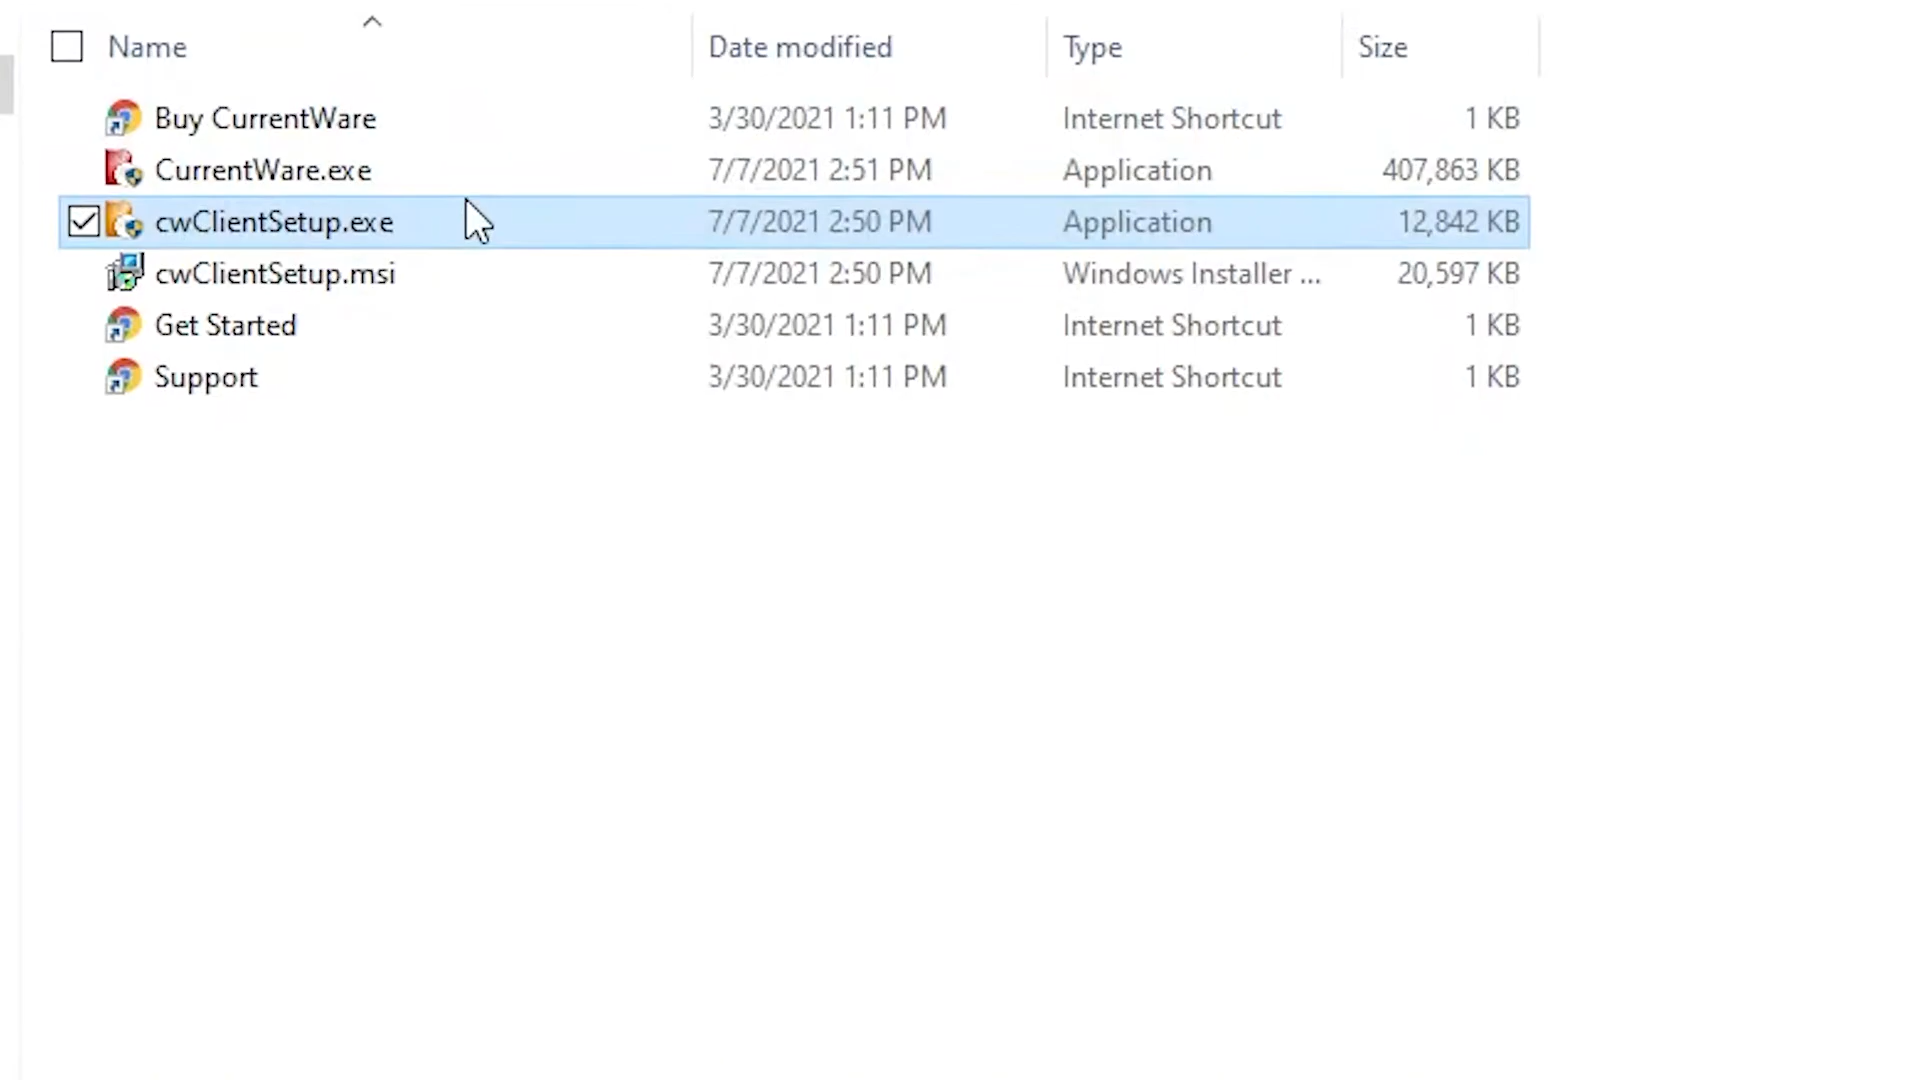 Name Date modified Type Size
Buy CurrentWare 3/30/2021 1:11 PM Internet Shortcut 1 KB
CurrentWare.exe 7/7/2021 2:51 PM Application 407,863 KB
cwClientSetup.exe 7/7/2021 2:50 PM Application 12,842 KB
cwClientSetup.msi 7/7/2021 2:50 PM Windows Installer ... 20,597 KB
Get Started 3/30/2021 1:11 PM Internet Shortcut 1 KB
Support 3/30/2021 1:11 PM Internet Shortcut 1 KB